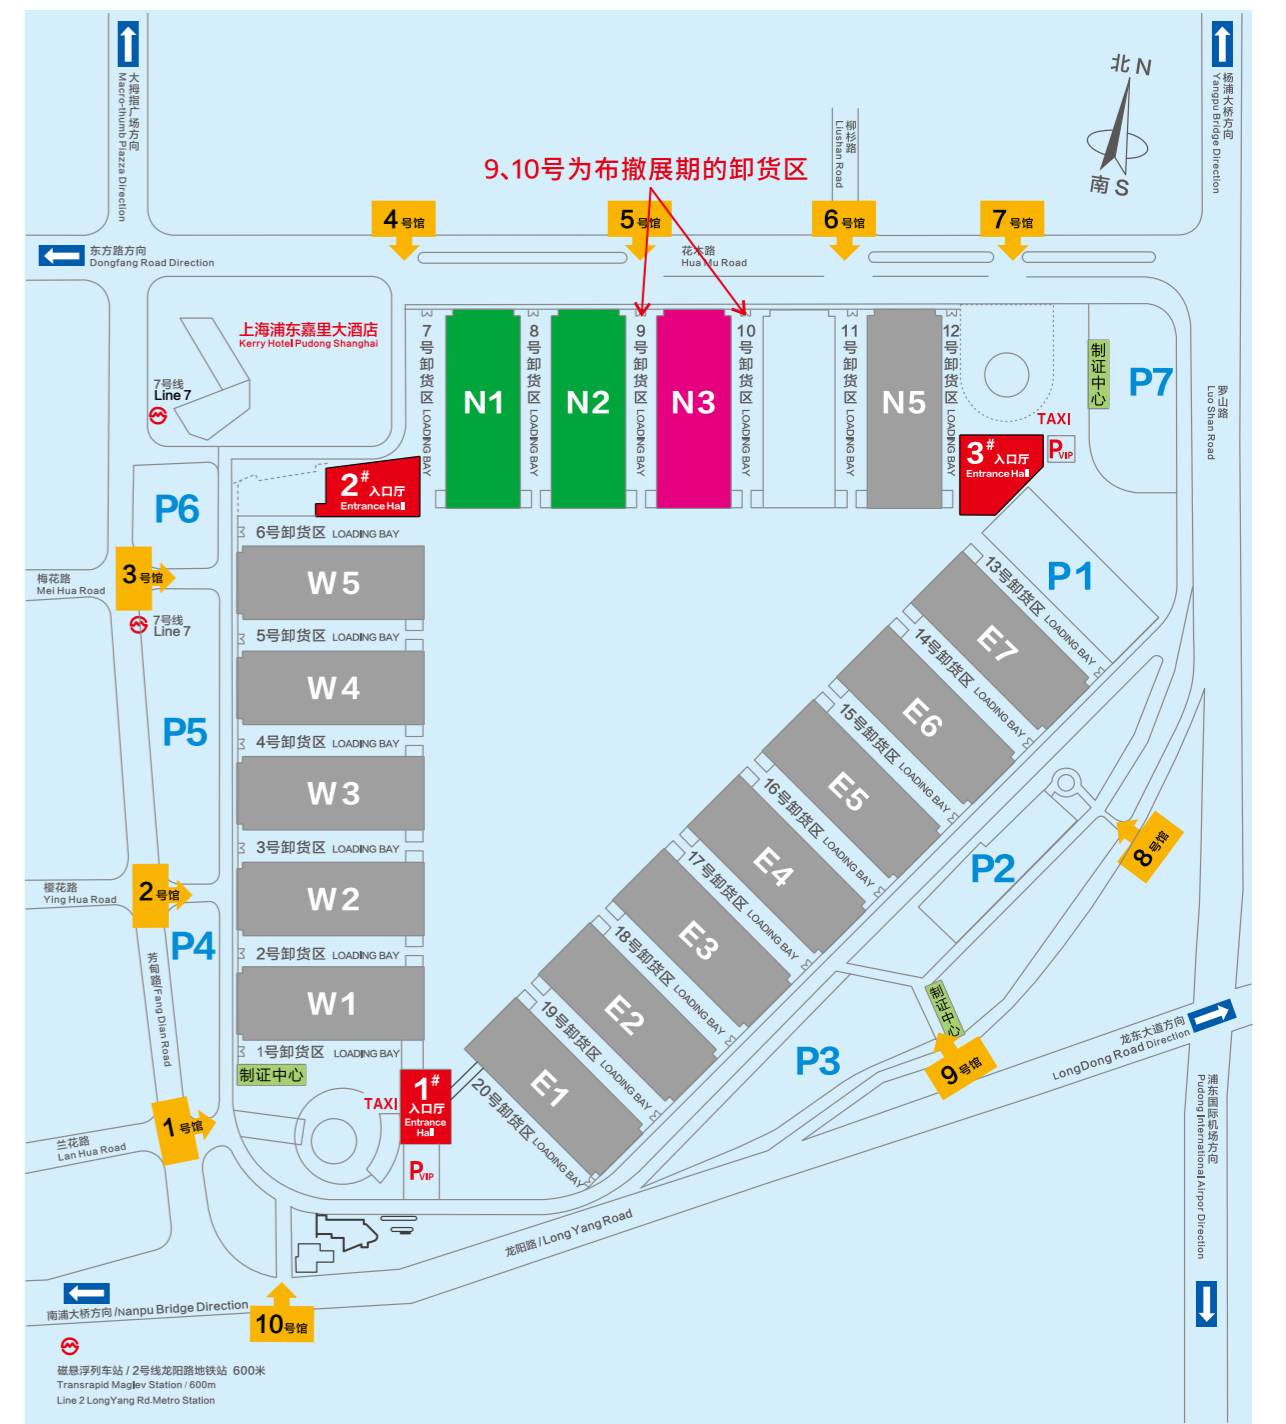 大拇指广场方向
Macro-thumb Plazza Direction
杨浦大桥方向
Yangpu Bridge Direction
北 N
南 S
柳杉路
Liushan Road
9、10号为布撤展期的卸货区
4号馆
5号馆
6号馆
7号馆
东方路方向
Dongfang Road Direction
花木路
Hua Mu Road
上海浦东嘉里大酒店
Kerry Hotel Pudong Shanghai
7号线
Line 7
7号卸货区 LOADING BAY
N1
8号卸货区 LOADING BAY
N2
9号卸货区 LOADING BAY
N3
10号卸货区 LOADING BAY
11号卸货区 LOADING BAY
N5
12号卸货区 LOADING BAY
制证中心
P7
罗山路
Luo Shan Road
TAXI
P VIP
3# 入口厅
Entrance Hall
2# 入口厅
Entrance Hall
P6
6号卸货区 LOADING BAY
W5
3号馆
梅花路
Mei Hua Road
7号线
Line 7
5号卸货区 LOADING BAY
W4
P5
4号卸货区 LOADING BAY
W3
3号卸货区 LOADING BAY
W2
2号馆
樱花路
Ying Hua Road
P4
2号卸货区 LOADING BAY
W1
芳甸路/Fang Dian Road
1号卸货区 LOADING BAY
制证中心
TAXI
1#
入口厅
Entrance
Hall
P VIP
1号馆
兰花路
Lan Hua Road
P1
13号卸货区 LOADING BAY
E7
14号卸货区 LOADING BAY
E6
15号卸货区 LOADING BAY
E5
16号卸货区 LOADING BAY
E4
17号卸货区 LOADING BAY
E3
18号卸货区 LOADING BAY
E2
19号卸货区 LOADING BAY
E1
20号卸货区 LOADING BAY
P2
8号馆
制证中心
9号馆
P3
龙东大道方向
LongDong Road Direction
浦东国际机场方向
Pudong International Airpor Direction
龙阳路 / Long Yang Road
南浦大桥方向 /Nanpu Bridge Direction
10号馆
磁悬浮列车站 / 2号线龙阳路地铁站 600米
Transrapid Maglev Station / 600m
Line 2 LongYang Rd.Metro Station